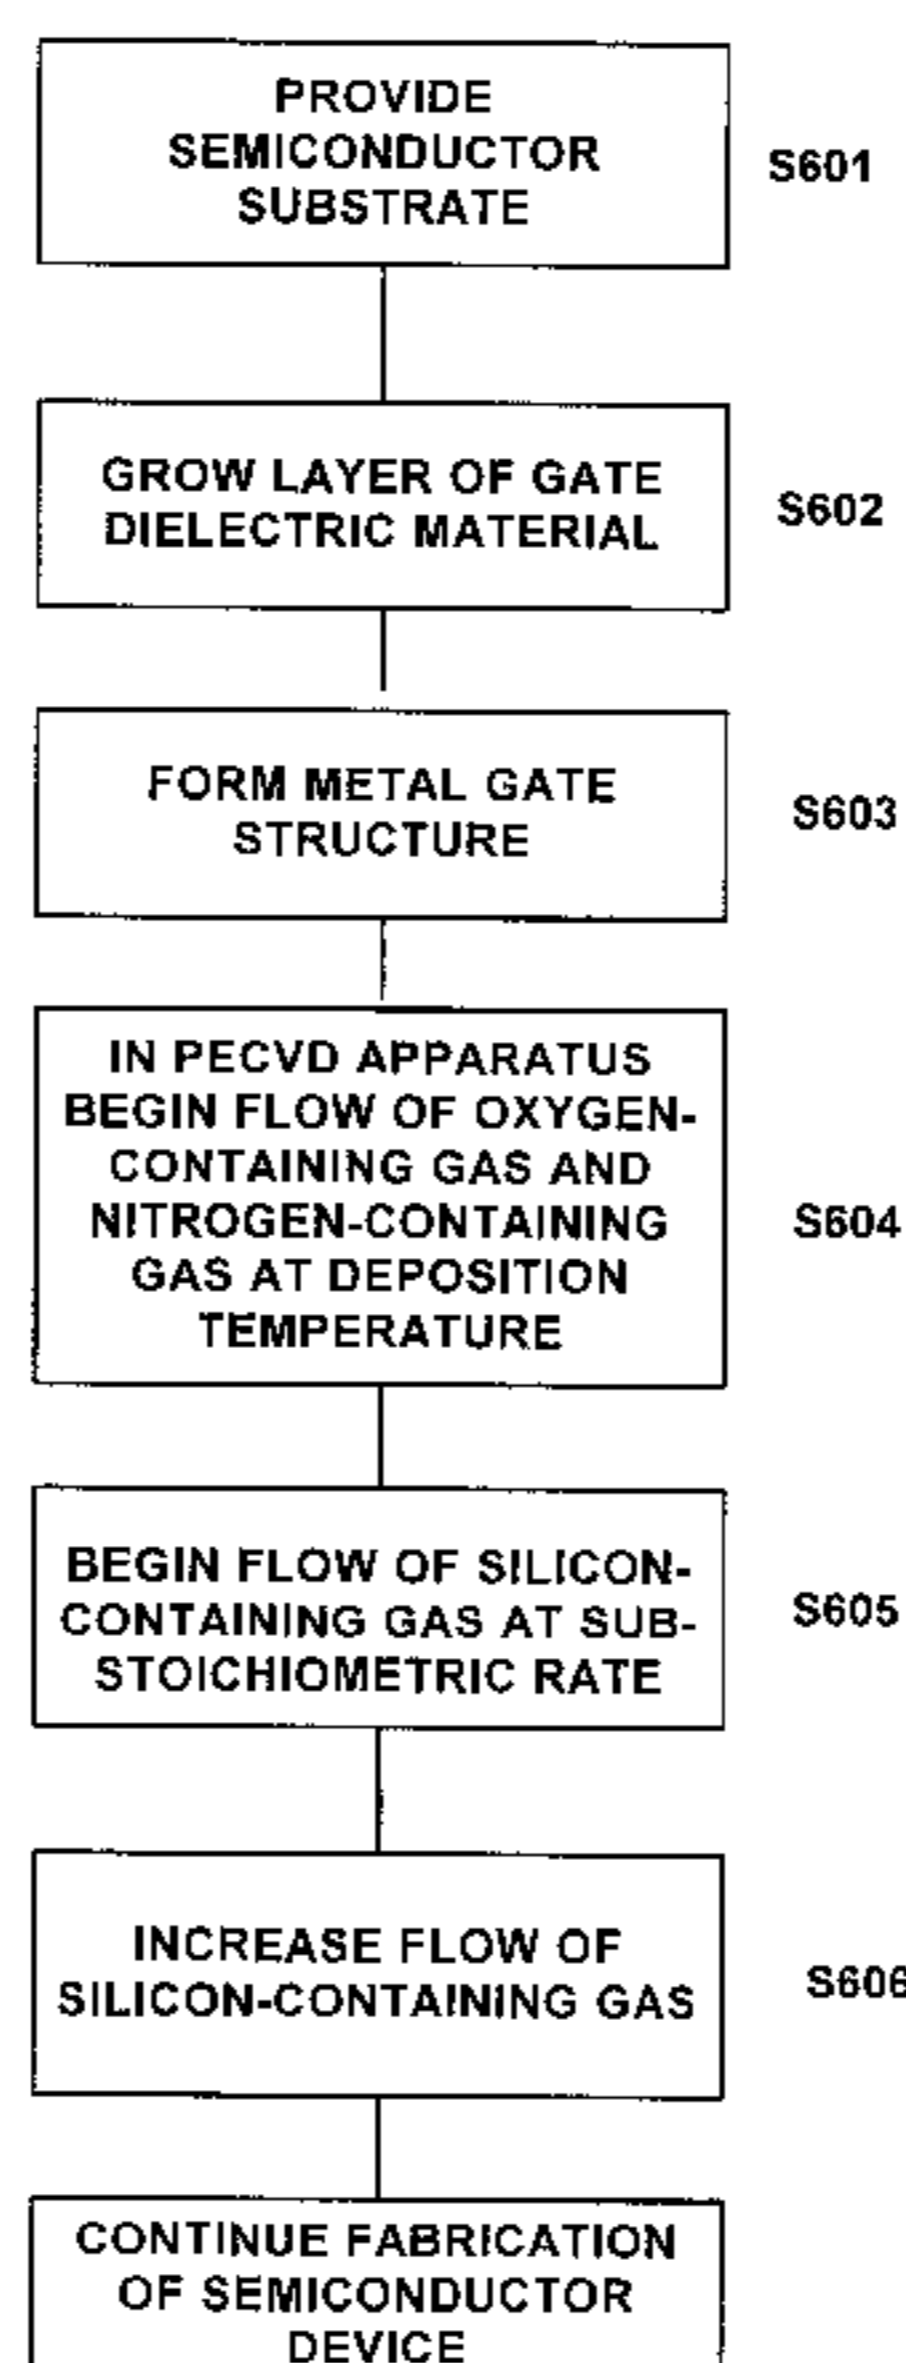 PROVIDE
SEMICONDUCTOR
SUBSTRATE
S601
GROW LAYER OF GATE
DIELECTRIC MATERIAL
S602
FORM METAL GATE
STRUCTURE
S603
IN PECVD APPARATUS
BEGIN FLOW OF OXYGEN-
CONTAINING GAS AND
NITROGEN-CONTAINING
GAS AT DEPOSITION
TEMPERATURE
S604
BEGIN FLOW OF SILICON-
CONTAINING GAS AT SUB-
STOICHIOMETRIC RATE
S605
INCREASE FLOW OF
SILICON-CONTAINING GAS
S606
CONTINUE FABRICATION
OF SEMICONDUCTOR
DEVICE